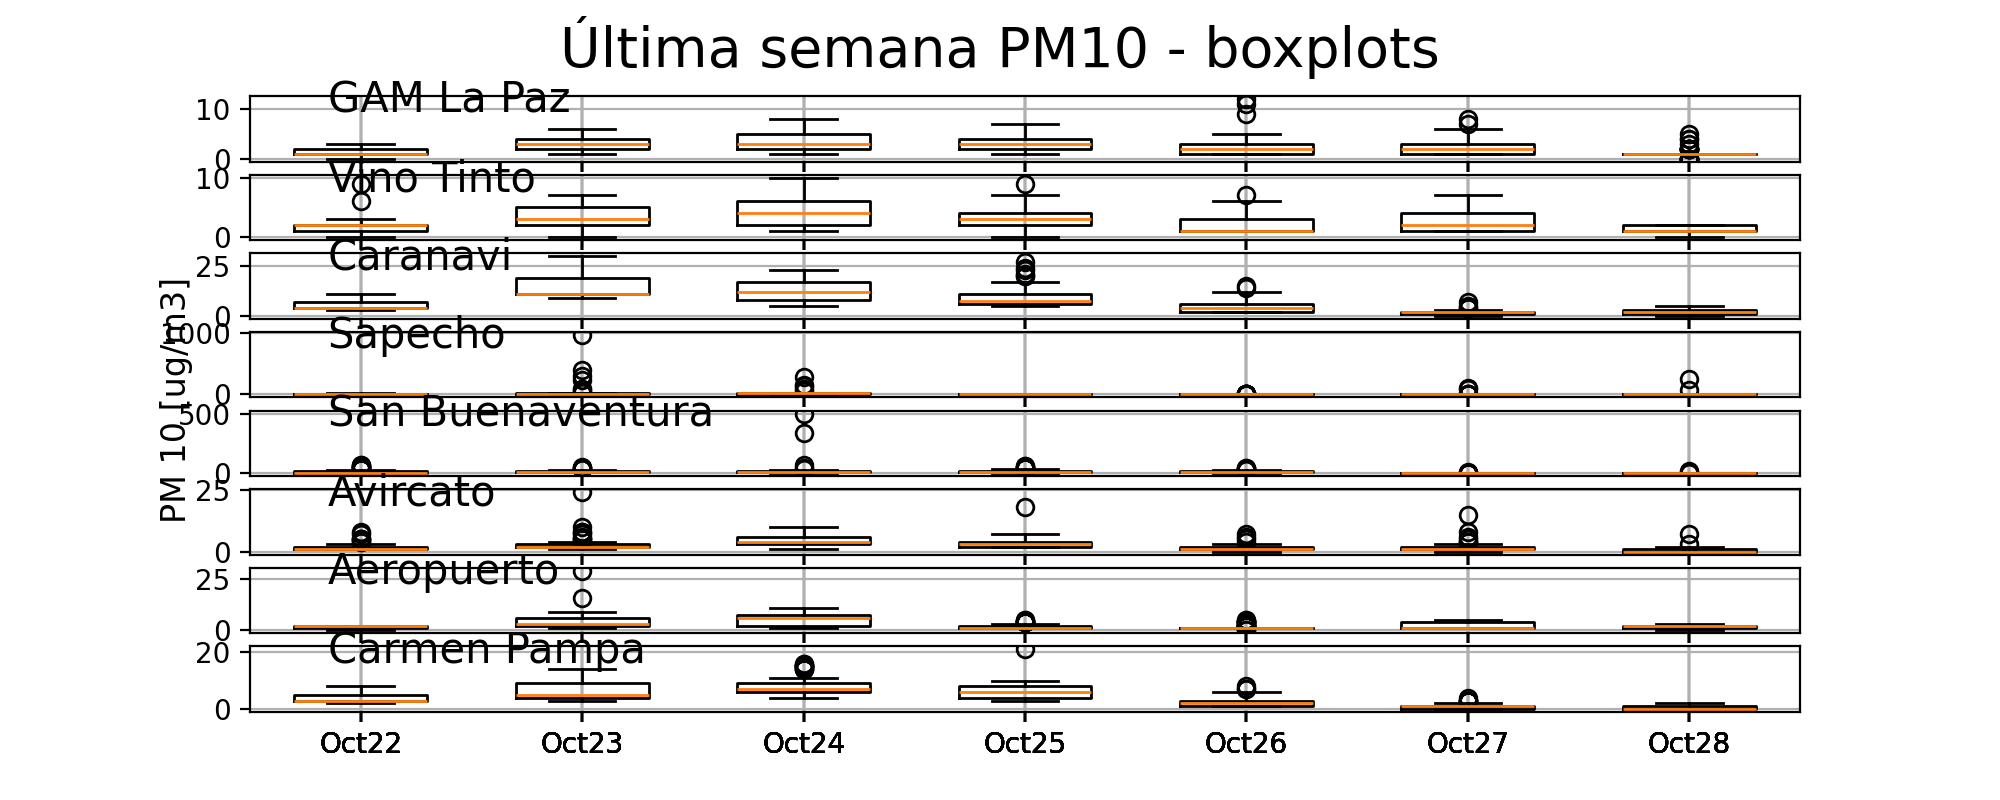 Última semana PM10 - boxplots
GAM La Paz
10
0
Vino Tinto
10
0
Caranavi
25
0
PM 10 [ug/m3]
Sapecho
1000
0
San Buenaventura
500
0
Avircato
25
0
Aeropuerto
25
0
Carmen Pampa
20
0
Oct22 Oct23 Oct24 Oct25 Oct26 Oct27 Oct28